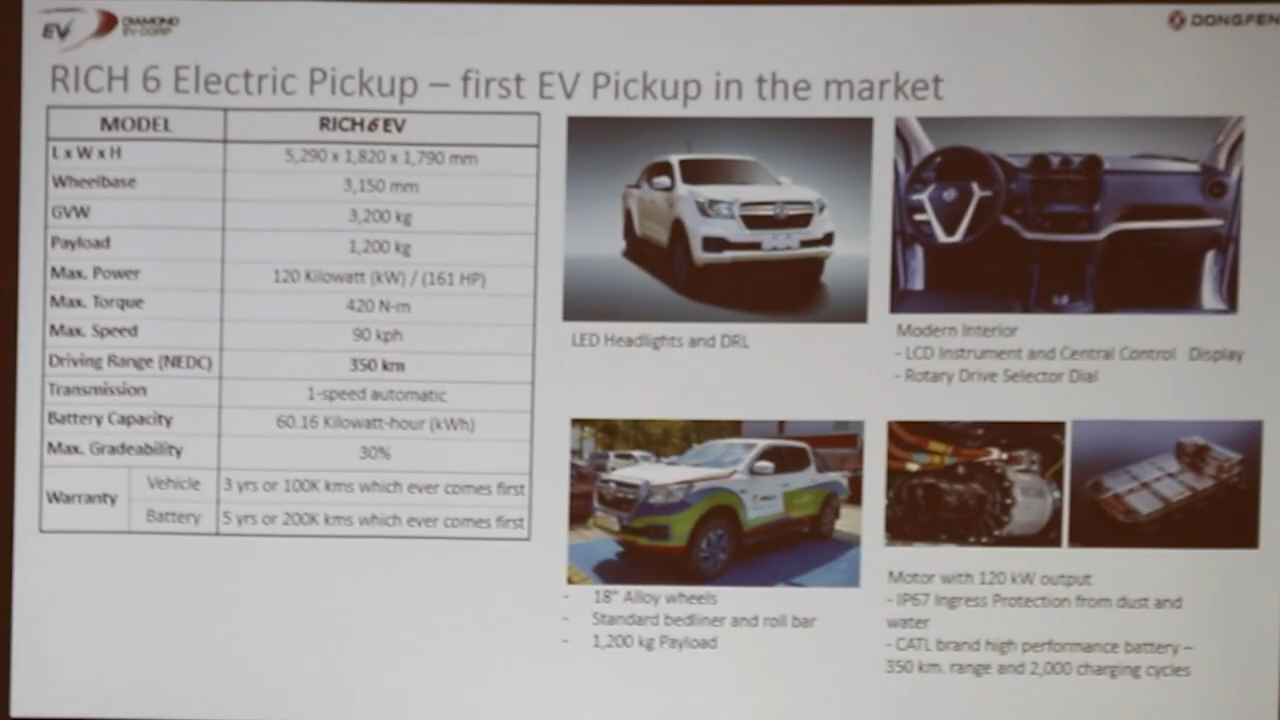 EV DIAMOND
EV CORP
DONGFEN
RICH 6 Electric Pickup – first EV Pickup in the market
MODEL RICH6EV
L x W x H 5,290 x 1,820 x 1,790 mm
Wheelbase 3,150 mm
GVW 3,200 kg
Payload 1,200 kg
Max. Power 120 Kilowatt (kW) / (161 HP)
Max. Torque 420 N-m
Max. Speed 90 kph
Driving Range (NEDC) 350 km
Transmission 1-speed automatic
Battery Capacity 60.16 Kilowatt-hour (kWh)
Max. Gradeability 30%
Warranty Vehicle 3 yrs or 100K kms which ever comes first
Battery 5 yrs or 200K kms which ever comes first
LED Headlights and DRL
Modern Interior
- LCD Instrument and Central Control Display
- Rotary Drive Selector Dial
- 18" Alloy wheels
- Standard bedliner and roll bar
- 1,200 kg Payload
Motor with 120 kW output
- IP67 Ingress Protection from dust and
water
- CATL brand high performance battery –
350 km. range and 2,000 charging cycles